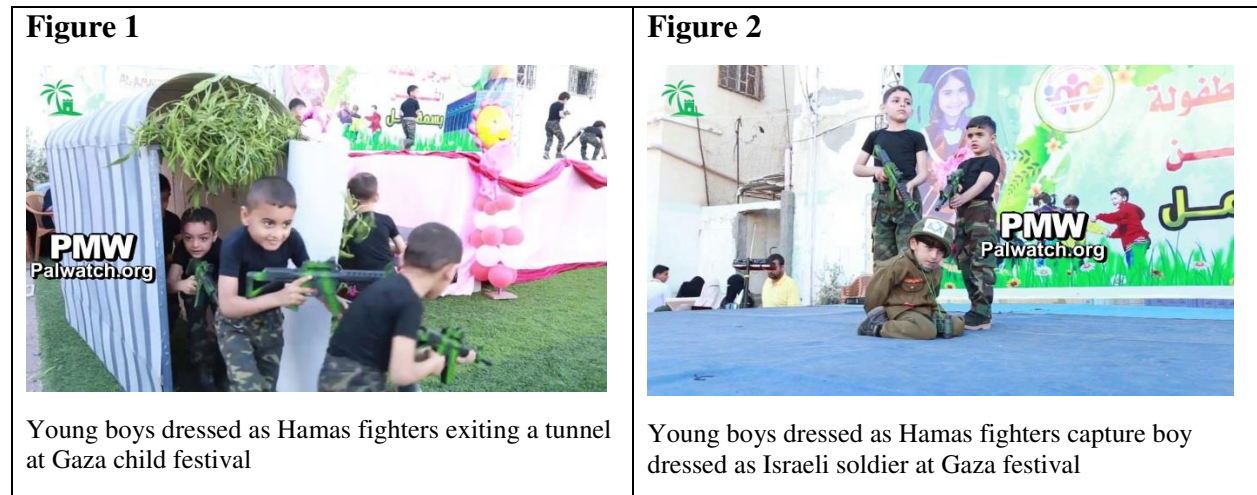 Figure 1
PMW
Palwatch.org
Young boys dressed as Hamas fighters exiting a tunnel
at Gaza child festival
Figure 2
طفولة
PMW
Palwatch.org
Young boys dressed as Hamas fighters capture boy
dressed as Israeli soldier at Gaza festival